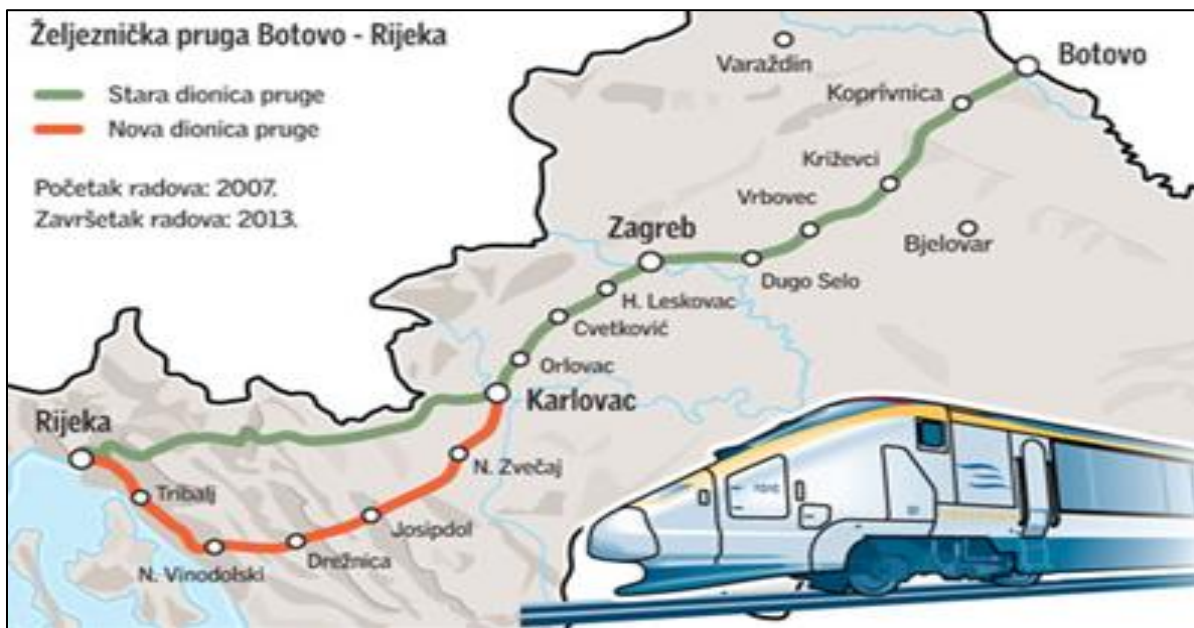 Željeznička pruga Botovo - Rijeka
Stara dionica pruge
Nova dionica pruge
Početak radova: 2007.
Završetak radova: 2013.
Varaždin
Botovo
Koprivnica
Križevci
Vrbovec
Zagreb
Bjelovar
Dugo Selo
H. Leskovac
Cvetković
Orlovac
Karlovac
Rijeka
N. Zvečaj
Tribalj
Josipdol
Drežnica
N. Vinodolski